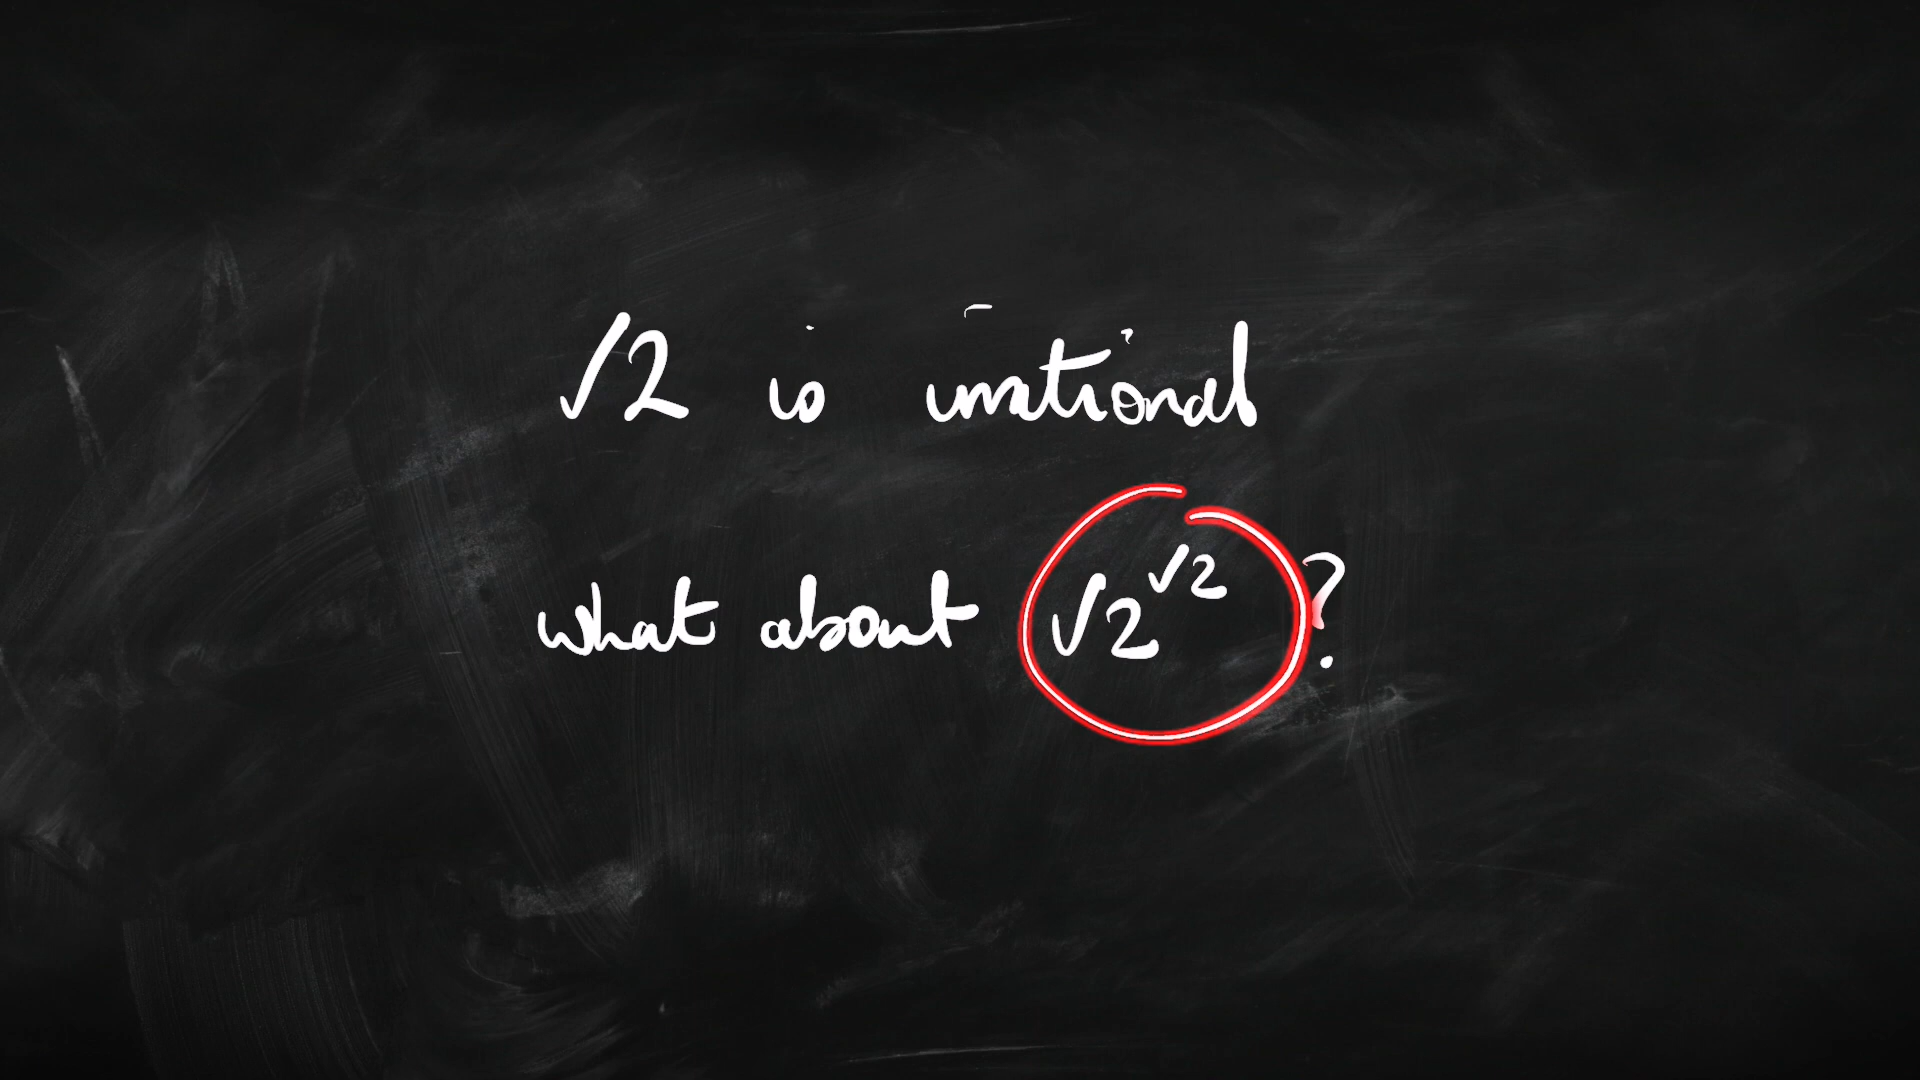 √2 is irrational
what about √2^√2 ?